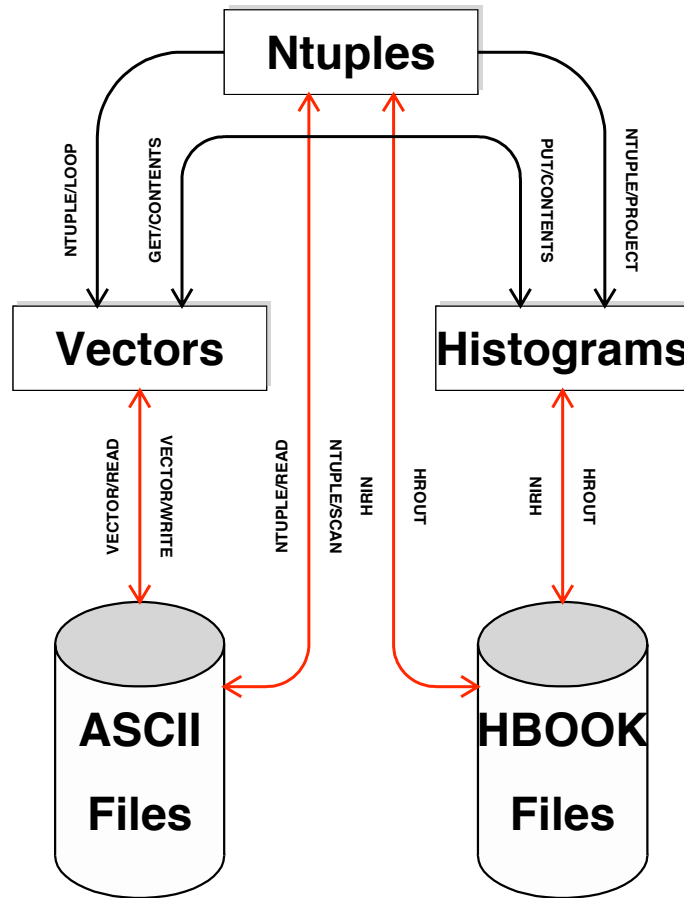 Ntuples
NTUPLE/LOOP
GET/CONTENTS
PUT/CONTENTS
NTUPLE/PROJECT
Vectors
Histograms
VECTOR/READ
VECTOR/WRITE
NTUPLE/READ
NTUPLE/SCAN
HRIN
HROUT
HRIN
HROUT
ASCII
Files
HBOOK
Files